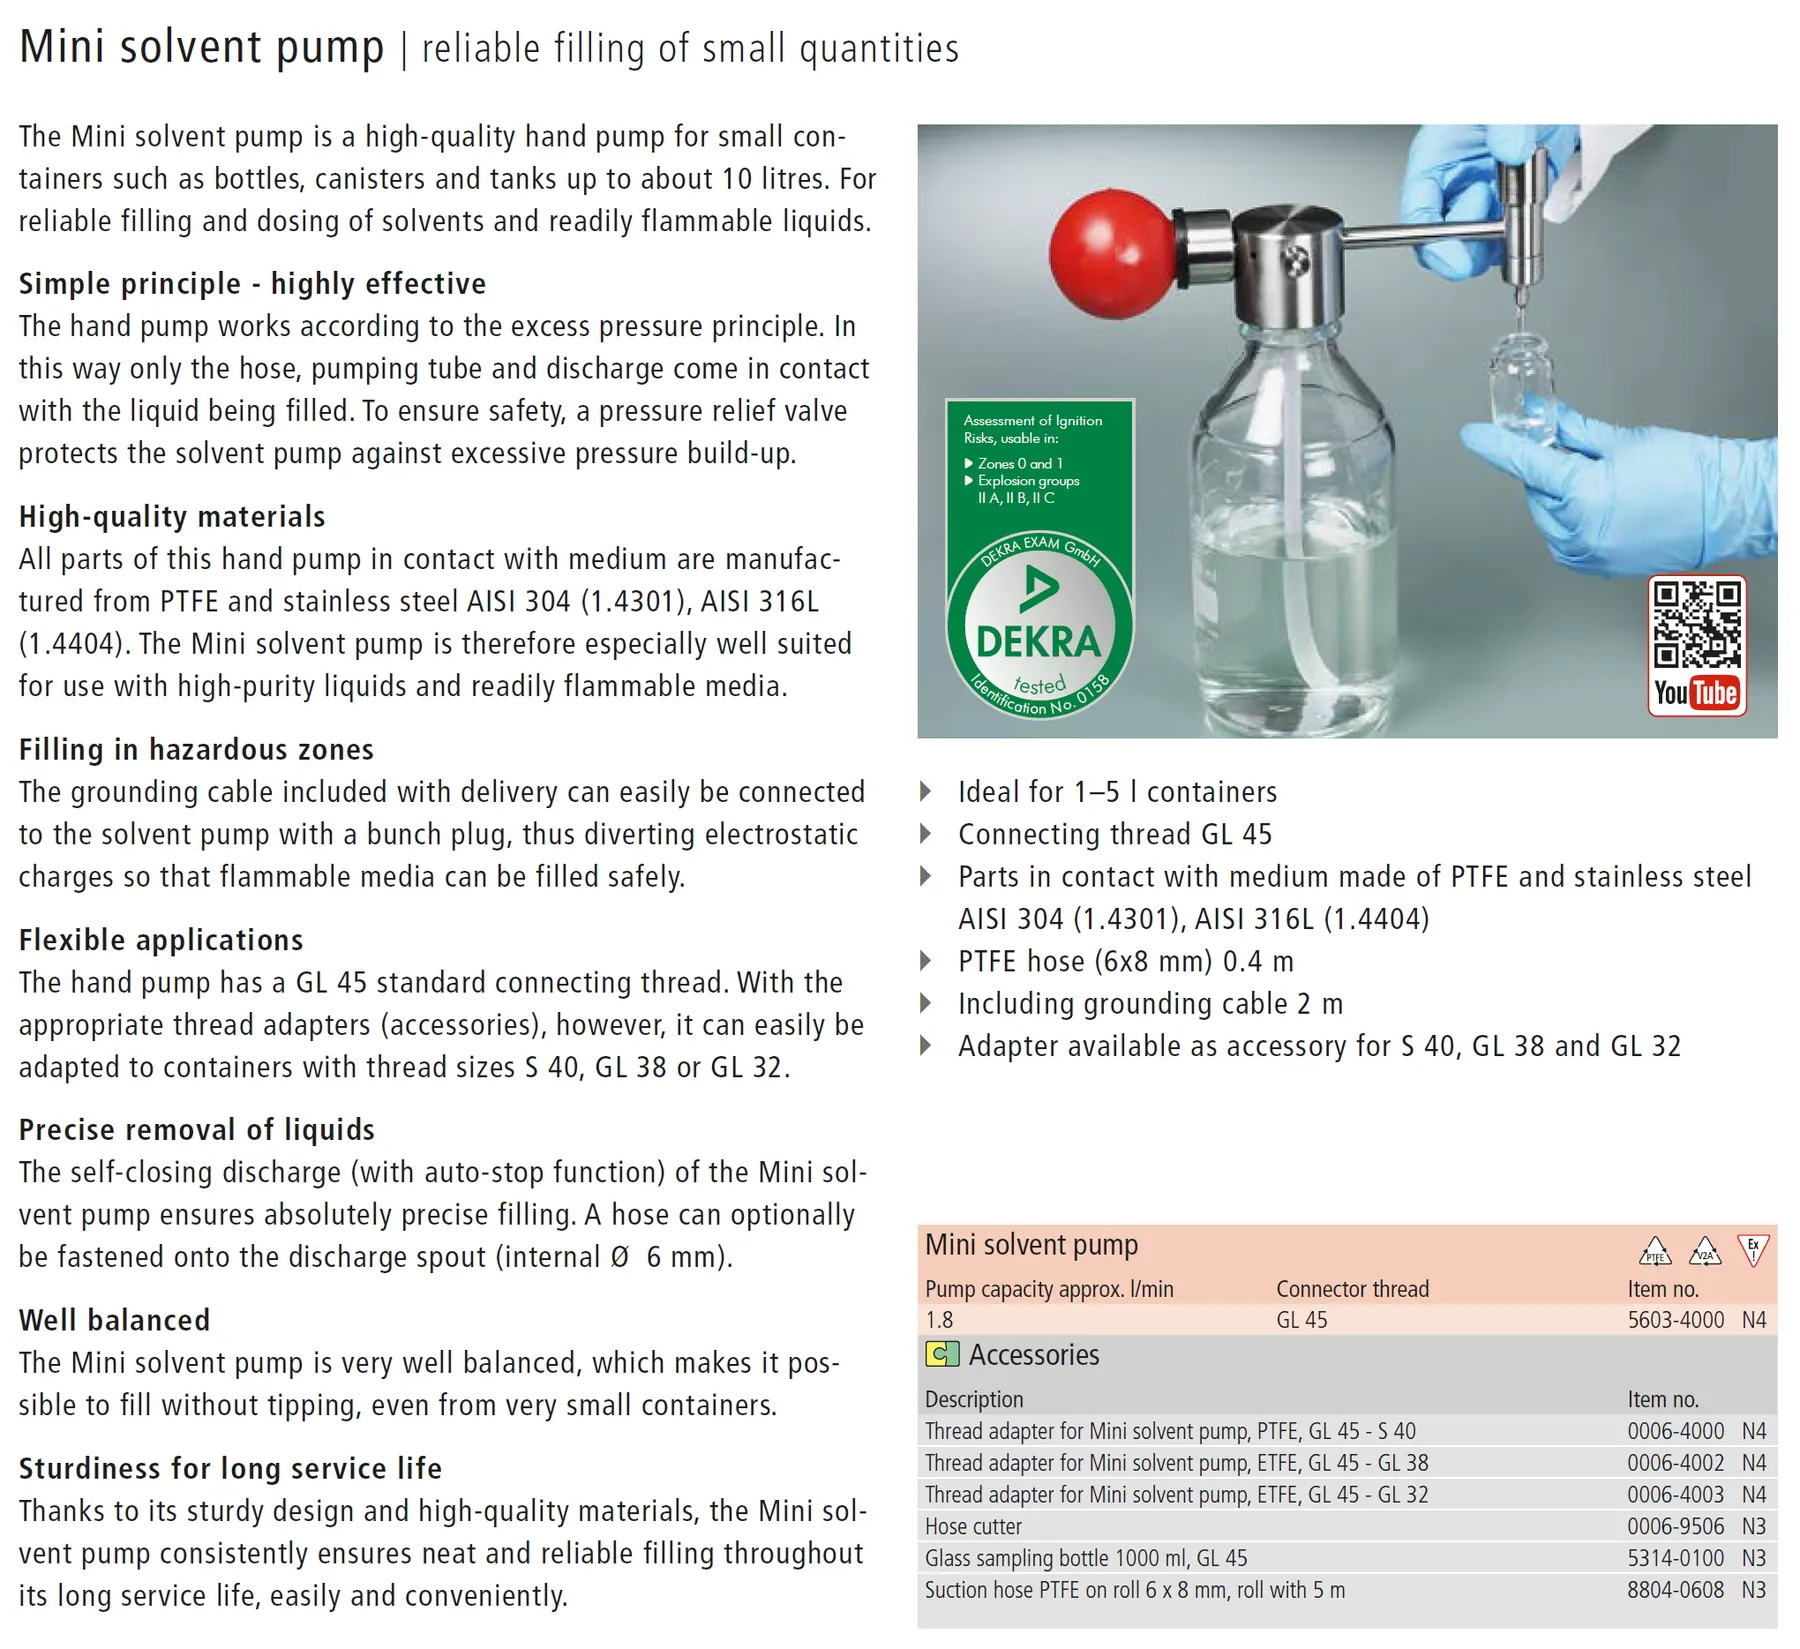 Mini solvent pump | reliable filling of small quantities
The Mini solvent pump is a high-quality hand pump for small con-
tainers such as bottles, canisters and tanks up to about 10 litres. For
reliable filling and dosing of solvents and readily flammable liquids.
Simple principle - highly effective
The hand pump works according to the excess pressure principle. In
this way only the hose, pumping tube and discharge come in contact
with the liquid being filled. To ensure safety, a pressure relief valve
protects the solvent pump against excessive pressure build-up.
High-quality materials
All parts of this hand pump in contact with medium are manufac-
tured from PTFE and stainless steel AISI 304 (1.4301), AISI 316L
(1.4404). The Mini solvent pump is therefore especially well suited
for use with high-purity liquids and readily flammable media.
Filling in hazardous zones
The grounding cable included with delivery can easily be connected
to the solvent pump with a bunch plug, thus diverting electrostatic
charges so that flammable media can be filled safely.
Flexible applications
The hand pump has a GL 45 standard connecting thread. With the
appropriate thread adapters (accessories), however, it can easily be
adapted to containers with thread sizes S 40, GL 38 or GL 32.
Precise removal of liquids
The self-closing discharge (with auto-stop function) of the Mini sol-
vent pump ensures absolutely precise filling. A hose can optionally
be fastened onto the discharge spout (internal Ø 6 mm).
Well balanced
The Mini solvent pump is very well balanced, which makes it pos-
sible to fill without tipping, even from very small containers.
Sturdiness for long service life
Thanks to its sturdy design and high-quality materials, the Mini sol-
vent pump consistently ensures neat and reliable filling throughout
its long service life, easily and conveniently.
Assessment of Ignition
Risks, usable in:
Zones 0 and 1
Explosion groups
II A, II B, II C
DEKRA EXAM GmbH
DEKRA
tested
Identification No. 0158
YouTube
Ideal for 1–5 l containers
Connecting thread GL 45
Parts in contact with medium made of PTFE and stainless steel
AISI 304 (1.4301), AISI 316L (1.4404)
PTFE hose (6x8 mm) 0.4 m
Including grounding cable 2 m
Adapter available as accessory for S 40, GL 38 and GL 32
Mini solvent pump PTFE V2A Ex !
Pump capacity approx. l/min Connector thread Item no.
1.8 GL 45 5603-4000 N4
C Accessories
Description Item no.
Thread adapter for Mini solvent pump, PTFE, GL 45 - S 40 0006-4000 N4
Thread adapter for Mini solvent pump, ETFE, GL 45 - GL 38 0006-4002 N4
Thread adapter for Mini solvent pump, ETFE, GL 45 - GL 32 0006-4003 N4
Hose cutter 0006-9506 N3
Glass sampling bottle 1000 ml, GL 45 5314-0100 N3
Suction hose PTFE on roll 6 x 8 mm, roll with 5 m 8804-0608 N3